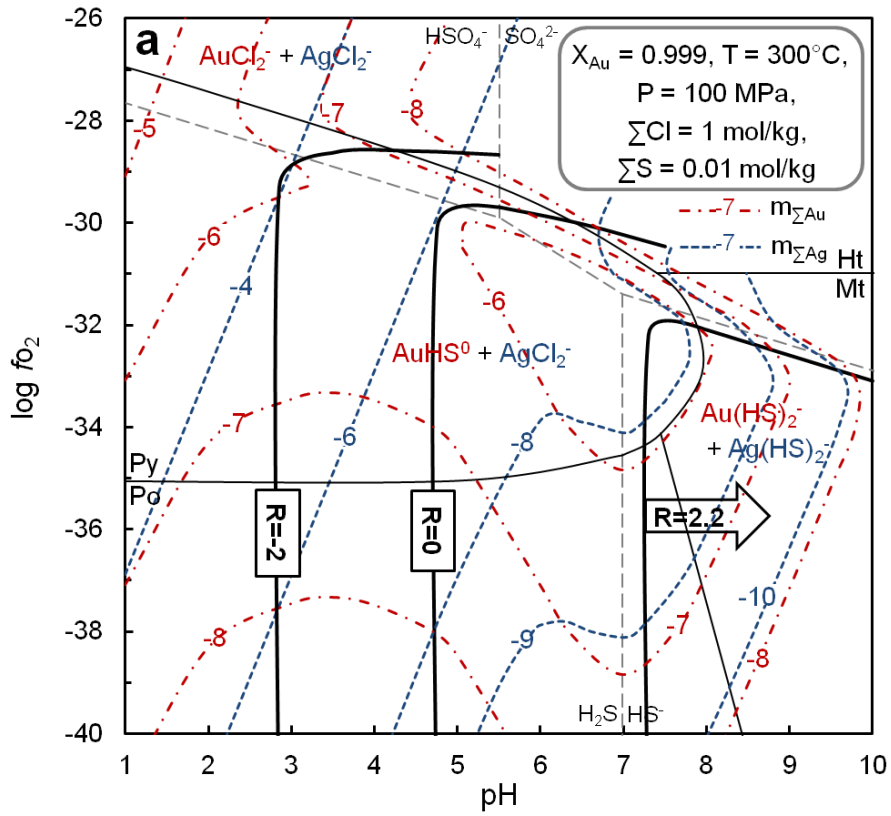 a
HSO₄⁻ SO₄²⁻
AuCl₂⁻ + AgCl₂⁻
X_Au = 0.999, T = 300°C,
P = 100 MPa,
∑Cl = 1 mol/kg,
∑S = 0.01 mol/kg
-7 m_∑Au
-7 m_∑Ag
-5
-7
-8
-6
-4
-6
Ht
Mt
AuHS⁰ + AgCl₂⁻
-7
-6
-8
Au(HS)₂⁻
+ Ag(HS)₂⁻
Py
Po
R=-2
R=0
R=2.2
-8
-9
-7
-10
-8
H₂S HS⁻
-26
-28
-30
-32
-34
-36
-38
-40
log fo₂
1 2 3 4 5 6 7 8 9 10
pH